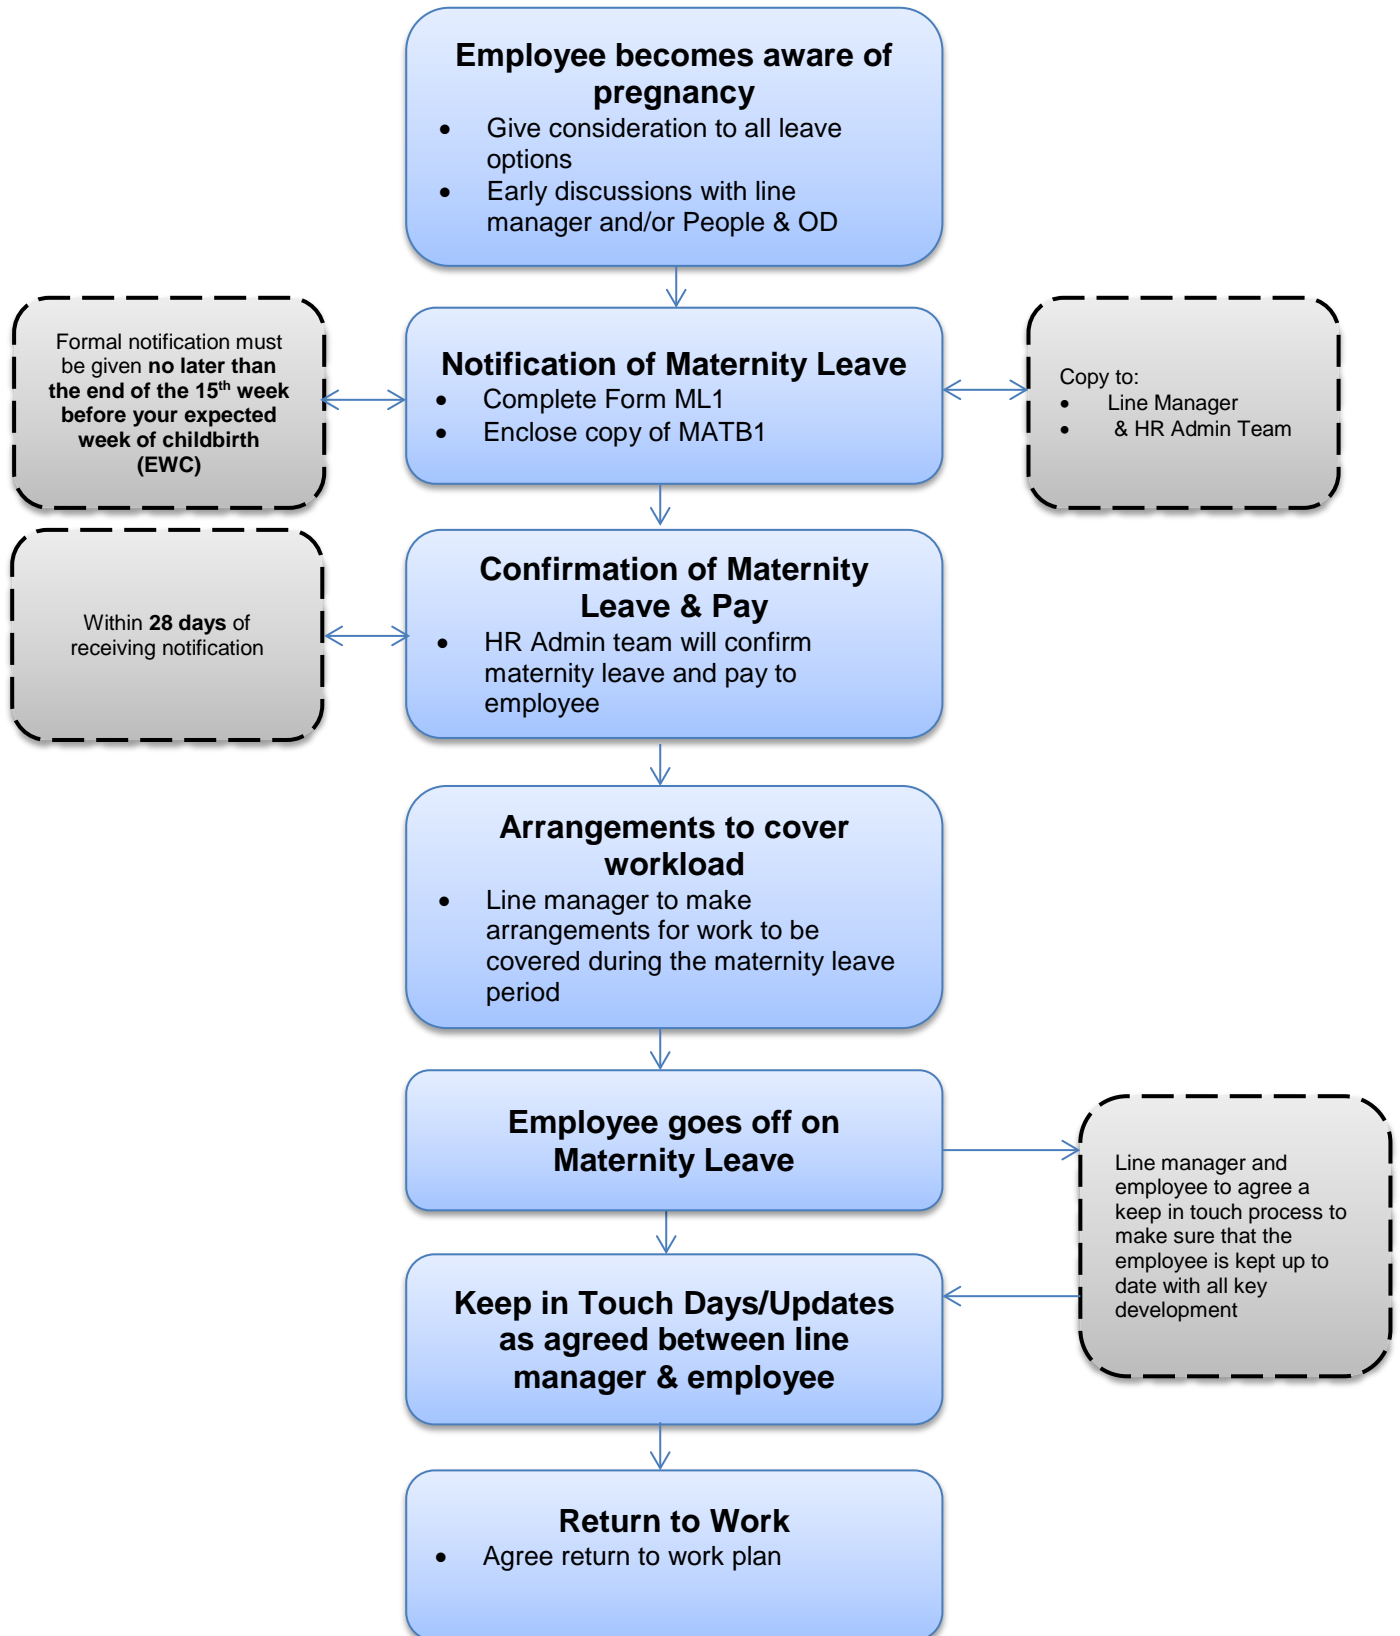 Employee becomes aware of
pregnancy
• Give consideration to all leave
options
• Early discussions with line
manager and/or People & OD
Formal notification must
be given no later than
the end of the 15th week
before your expected
week of childbirth
(EWC)
Notification of Maternity Leave
• Complete Form ML1
• Enclose copy of MATB1
Copy to:
• Line Manager
• & HR Admin Team
Within 28 days of
receiving notification
Confirmation of Maternity
Leave & Pay
• HR Admin team will confirm
maternity leave and pay to
employee
Arrangements to cover
workload
• Line manager to make
arrangements for work to be
covered during the maternity leave
period
Employee goes off on
Maternity Leave
Line manager and
employee to agree a
keep in touch process to
make sure that the
employee is kept up to
date with all key
development
Keep in Touch Days/Updates
as agreed between line
manager & employee
Return to Work
• Agree return to work plan